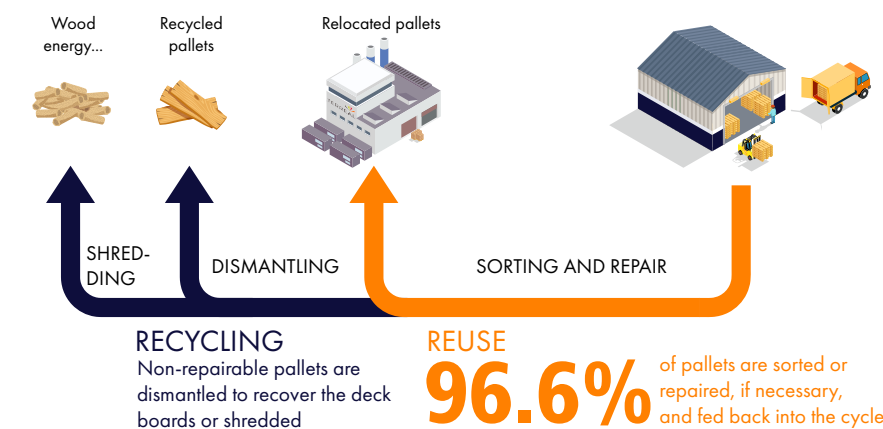 Wood
energy...
Recycled
pallets
Relocated pallets
SHRED-
DING
DISMANTLING
SORTING AND REPAIR
RECYCLING
Non-repairable pallets are
dismantled to recover the deck
boards or shredded
REUSE
96.6%
of pallets are sorted or
repaired, if necessary,
and fed back into the cycle